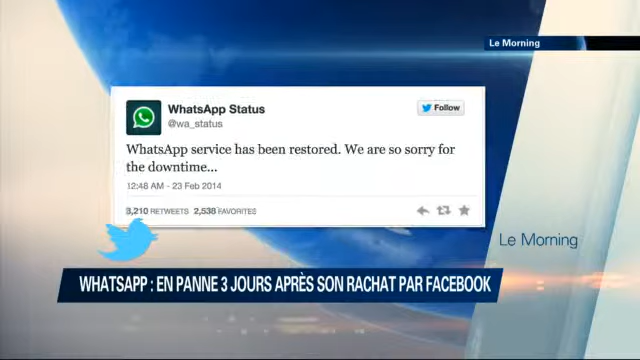 Le Morning
WhatsApp Status
Follow
@wa_status
WhatsApp service has been restored. We are so sorry for
the downtime...
12:48 AM - 23 Feb 2014
3,210 RETWEETS 2,538 FAVORITES
Le Morning
WHATSAPP : EN PANNE 3 JOURS APRÈS SON RACHAT PAR FACEBOOK